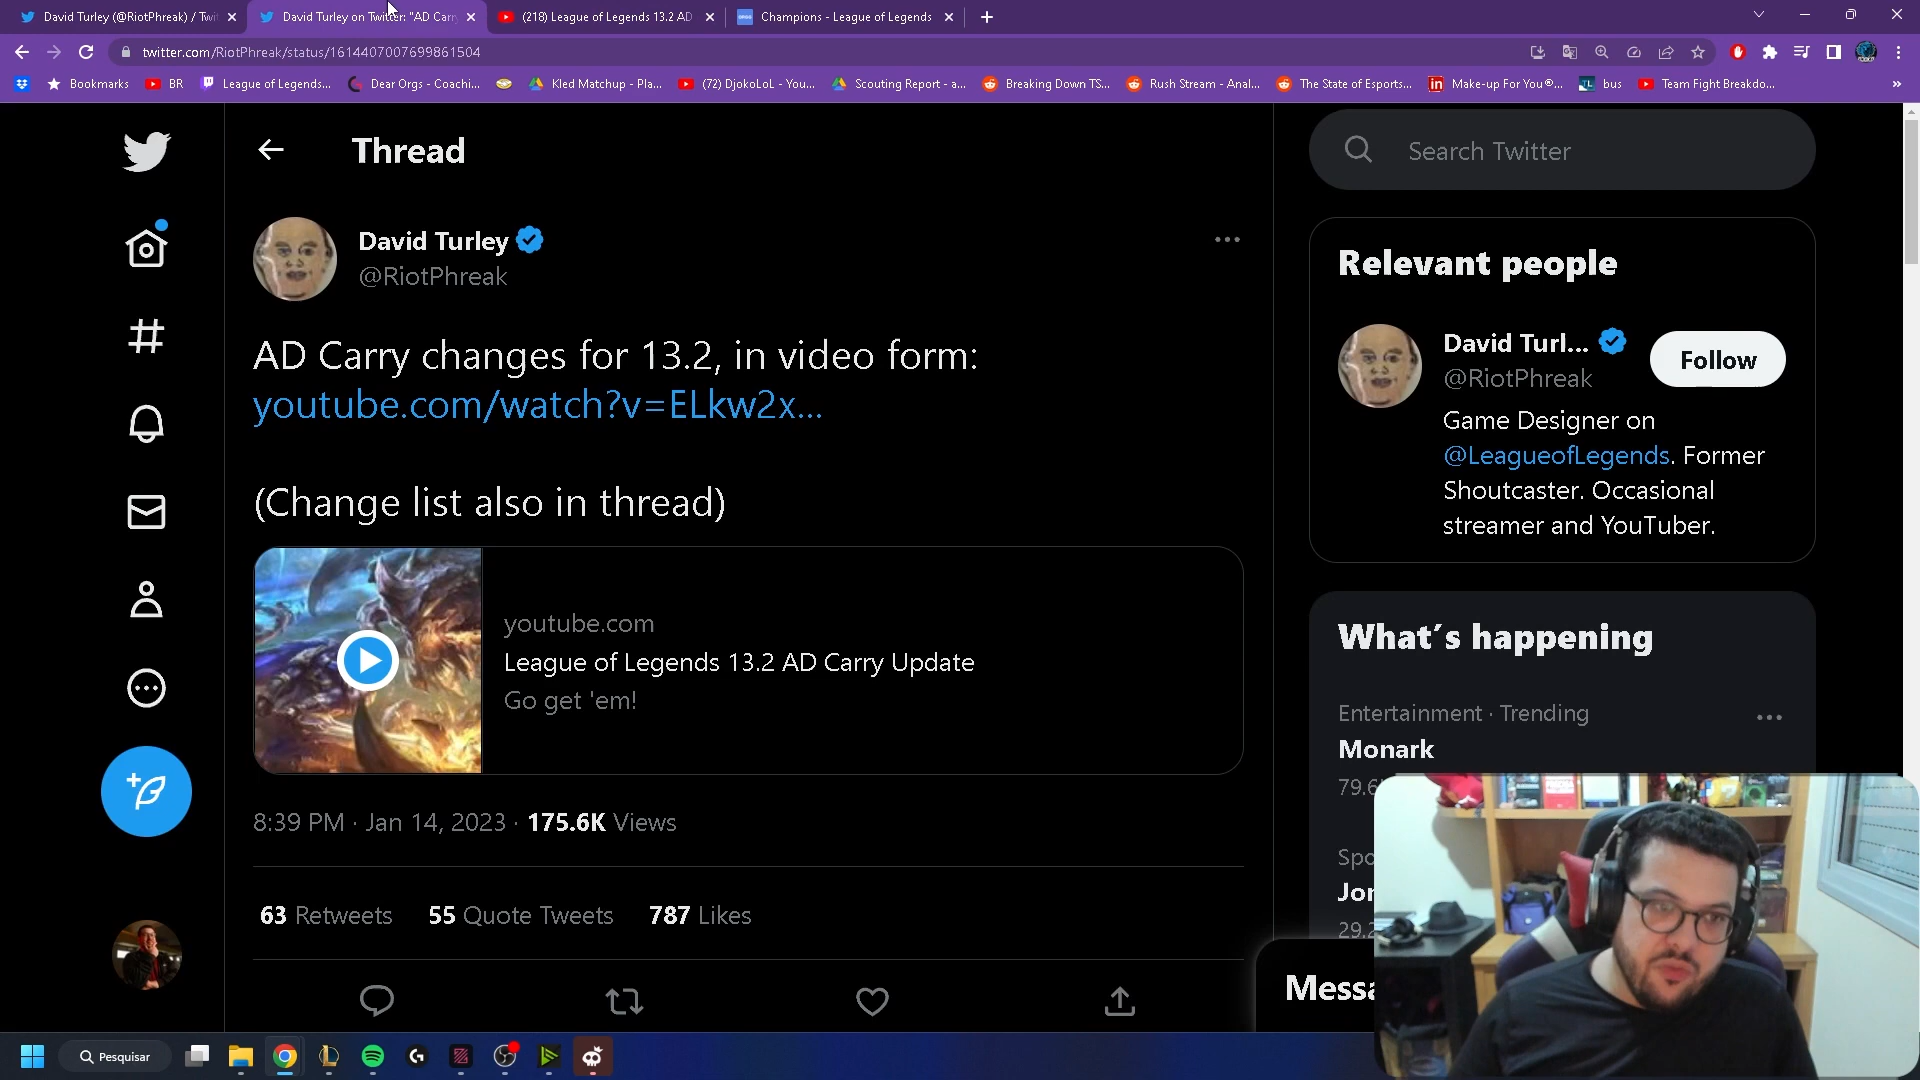 David Turley (@RiotPhreak) / Twi
David Turley on Twitter: "AD Carr
(218) League of Legends 13.2 AD
Champions - League of Legends
twitter.com/RiotPhreak/status/1614407007699861504
Bookmarks
BR
League of Legends...
Dear Orgs - Coachi...
Kled Matchup - Pla...
(72) DjokoLoL - You...
Scouting Report - a...
Breaking Down TS...
Rush Stream - Anal...
The State of Esports...
Make-up For You®...
bus
Team Fight Breakdo...
Thread
David Turley
@RiotPhreak
AD Carry changes for 13.2, in video form:
youtube.com/watch?v=ELkw2x...
(Change list also in thread)
youtube.com
League of Legends 13.2 AD Carry Update
Go get 'em!
8:39 PM · Jan 14, 2023 · 175.6K Views
63 Retweets 55 Quote Tweets 787 Likes
Search Twitter
Relevant people
David Turl...
@RiotPhreak
Follow
Game Designer on
@LeagueofLegends. Former
Shoutcaster. Occasional
streamer and YouTuber.
What's happening
Entertainment · Trending
Monark
79.6
Spo
Jor
29.2
Messa
Pesquisar